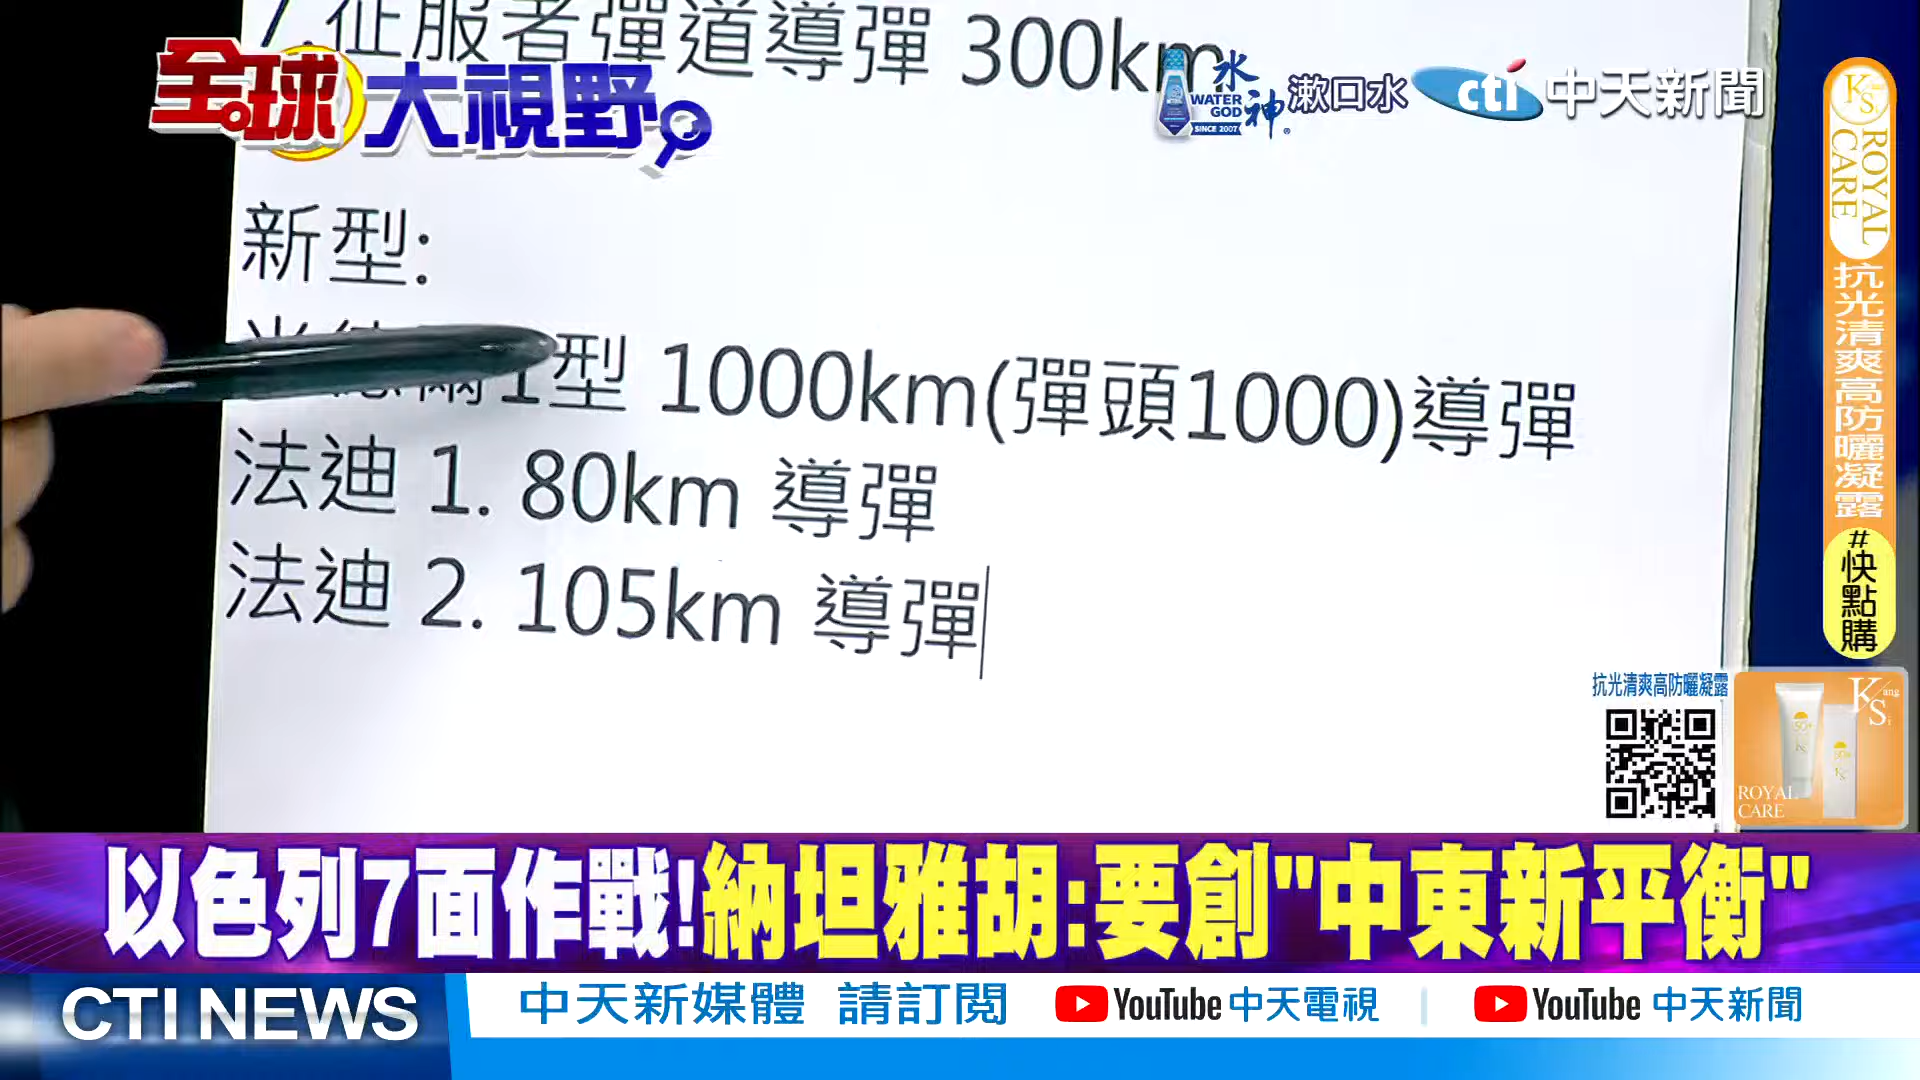 7.征服者彈道導彈 300km
全球大視野
水神
WATER GOD
SINCE 2007
漱口水
cti 中天新聞
新型:
1型 1000km(彈頭1000)導彈
法迪 1. 80km 導彈
法迪 2. 105km 導彈
KS
ROYAL CARE
抗光清爽高防曬凝露
#快點購
抗光清爽高防曬凝露
Kangsi
ROYAL
CARE
以色列7面作戰!納坦雅胡:要創"中東新平衡"
CTI NEWS
中天新媒體 請訂閱 YouTube 中天電視 | YouTube 中天新聞